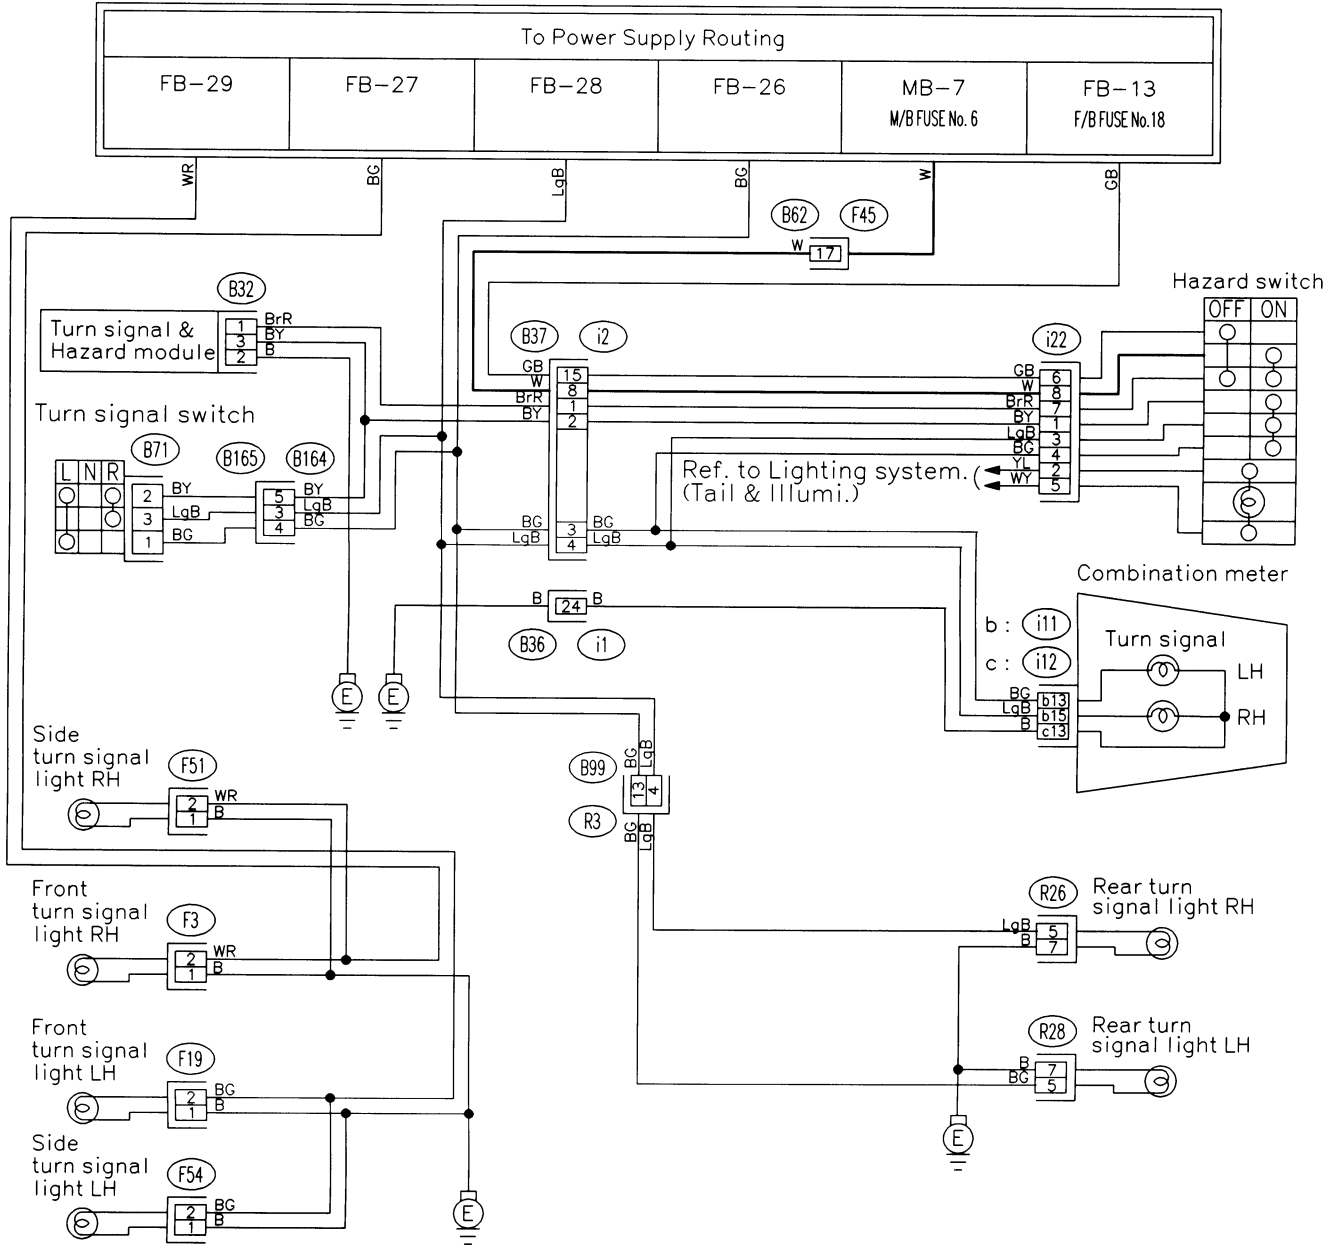 To Power Supply Routing
FB-29
FB-27
FB-28
FB-26
MB-7
M/B FUSE No. 6
FB-13
F/B FUSE No.18
WR
BG
LgB
BG
W
GB
B62
F45
W
17
Hazard switch
OFF
ON
B32
Turn signal &
Hazard module
1
3
2
BrR
BY
B
B37
i2
i22
GB
W
BrR
BY
15
8
1
2
GB
W
BrR
BY
LgB
BG
YL
WY
6
8
7
1
3
4
2
5
Turn signal switch
B71
B165
B164
L N R
2
3
1
BY
LgB
BG
5
3
4
BY
LgB
BG
Ref. to Lighting system.
(Tail & Illumi.)
BG
LgB
3
4
BG
LgB
Combination meter
B
24
B
B36
i1
b : i11
c : i12
Turn signal
LH
RH
BG
LgB
B
b13
b15
c13
E
E
Side
turn signal
light RH
F51
2
1
WR
B
BG
LgB
B99
13
4
R3
BG
LgB
Front
turn signal
light RH
F3
2
1
WR
B
R26
Rear turn
signal light RH
LgB
B
5
7
Front
turn signal
light LH
F19
2
1
BG
B
R28
Rear turn
signal light LH
B
BG
7
5
E
Side
turn signal
light LH
F54
2
1
BG
B
E